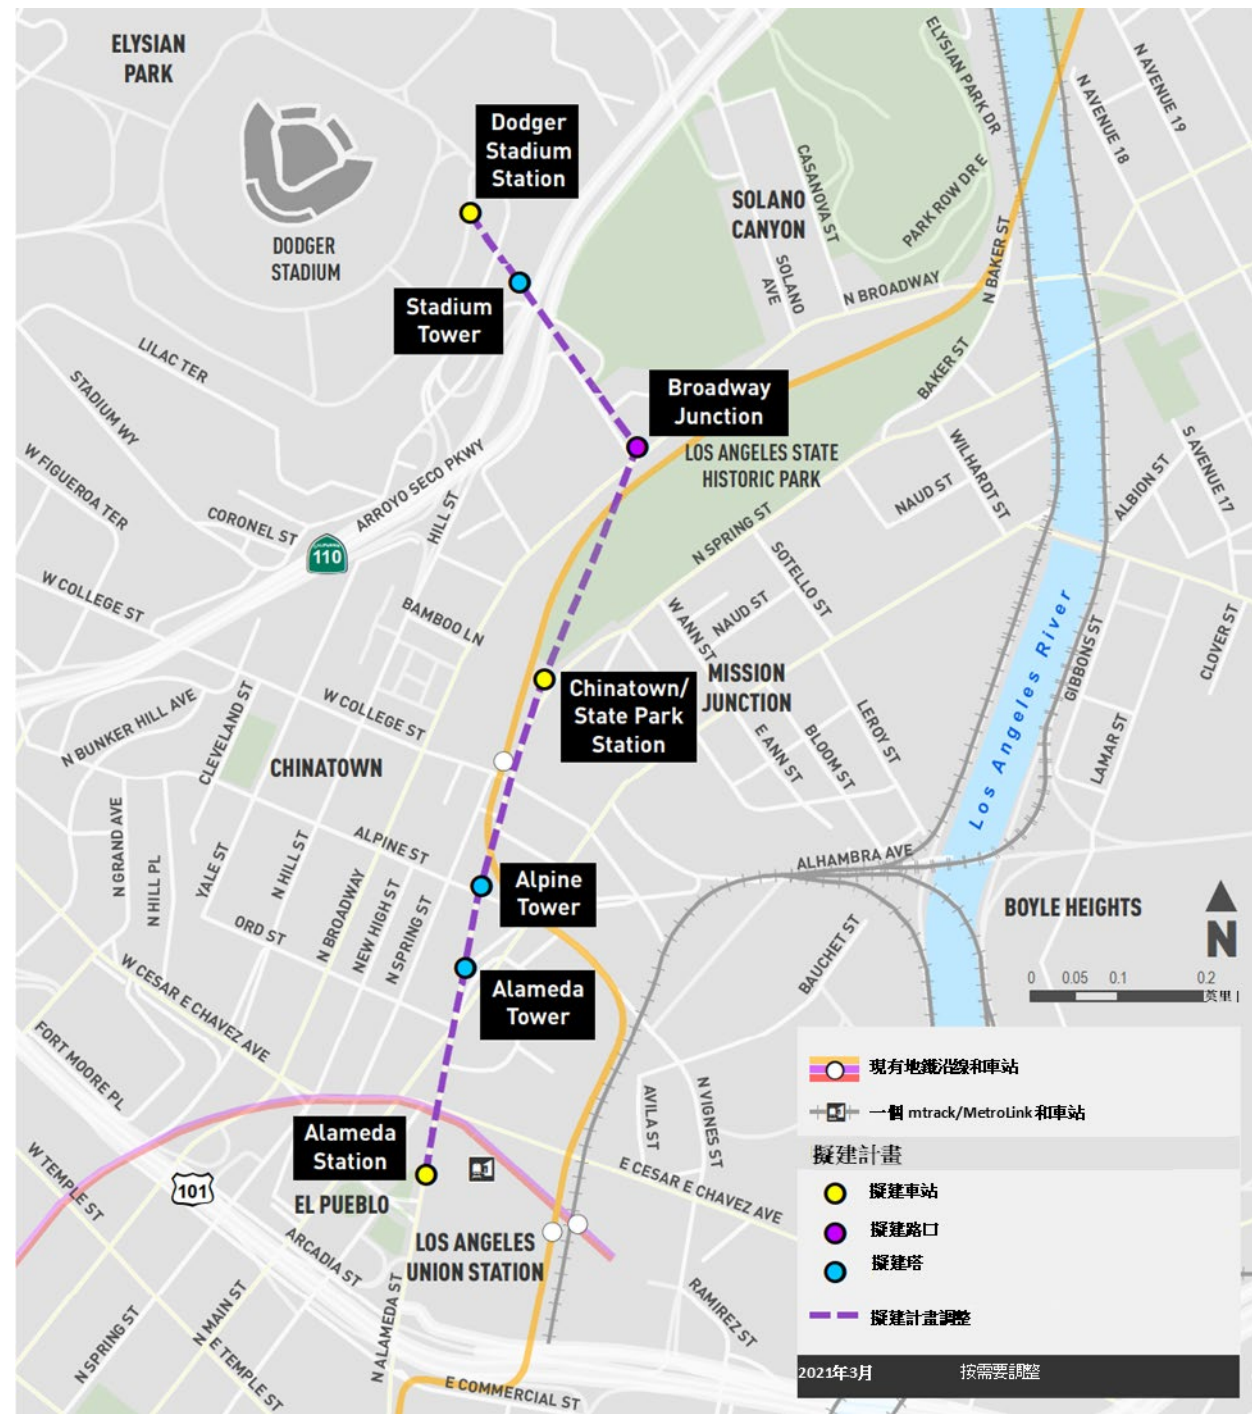 ELYSIAN
PARK
Dodger
Stadium
Station
DODGER
STADIUM
Stadium
Tower
SOLANO
CANYON
ELYSIAN PARK DR
CASANOVA ST
PARK ROW DR E
SOLANO
AVE
N BROADWAY
N BAKER ST
BAKER ST
N AVENUE 19
N AVENUE 18
Broadway
Junction
LOS ANGELES STATE
HISTORIC PARK
LILAC TER
STADIUM WY
W FIGUEROA TER
CORONEL ST
ARROYO SECO PKWY
HILL ST
CALIFORNIA
110
W COLLEGE ST
BAMBOO LN
N SPRING ST
WILHARDT ST
NAUD ST
ALBION ST
S AVENUE 17
SOTELLO ST
NAUD ST
W ANN ST
MISSION
JUNCTION
Chinatown/
State Park
Station
LEROY ST
BLOOM ST
E ANN ST
Los Angeles River
GIBBONS ST
CLOVER ST
LAMAR ST
W COLLEGE ST
N BUNKER HILL AVE
CLEVELAND ST
CHINATOWN
N GRAND AVE
N HILL PL
YALE ST
N HILL ST
ALPINE ST
ORD ST
N BROADWAY
NEW HIGH ST
N SPRING ST
Alpine
Tower
Alameda
Tower
ALHAMBRA AVE
BOYLE HEIGHTS
BAUCHET ST
N
0
0.05
0.1
0.2
英里
W CESAR E CHAVEZ AVE
FORT MOORE PL
W TEMPLE ST
101
Alameda
Station
EL PUEBLO
LOS ANGELES
UNION STATION
AVILA ST
N VIGNES ST
E CESAR E CHAVEZ AVE
ARCADIA ST
N SPRING ST
N MAIN ST
E TEMPLE ST
N ALAMEDA ST
RAMIREZ ST
E COMMERCIAL ST
現有地鐵沿線和車站
一個 mtrack/MetroLink 和車站
擬建計畫
擬建車站
擬建路口
擬建塔
擬建計畫調整
2021年3月 按需要調整